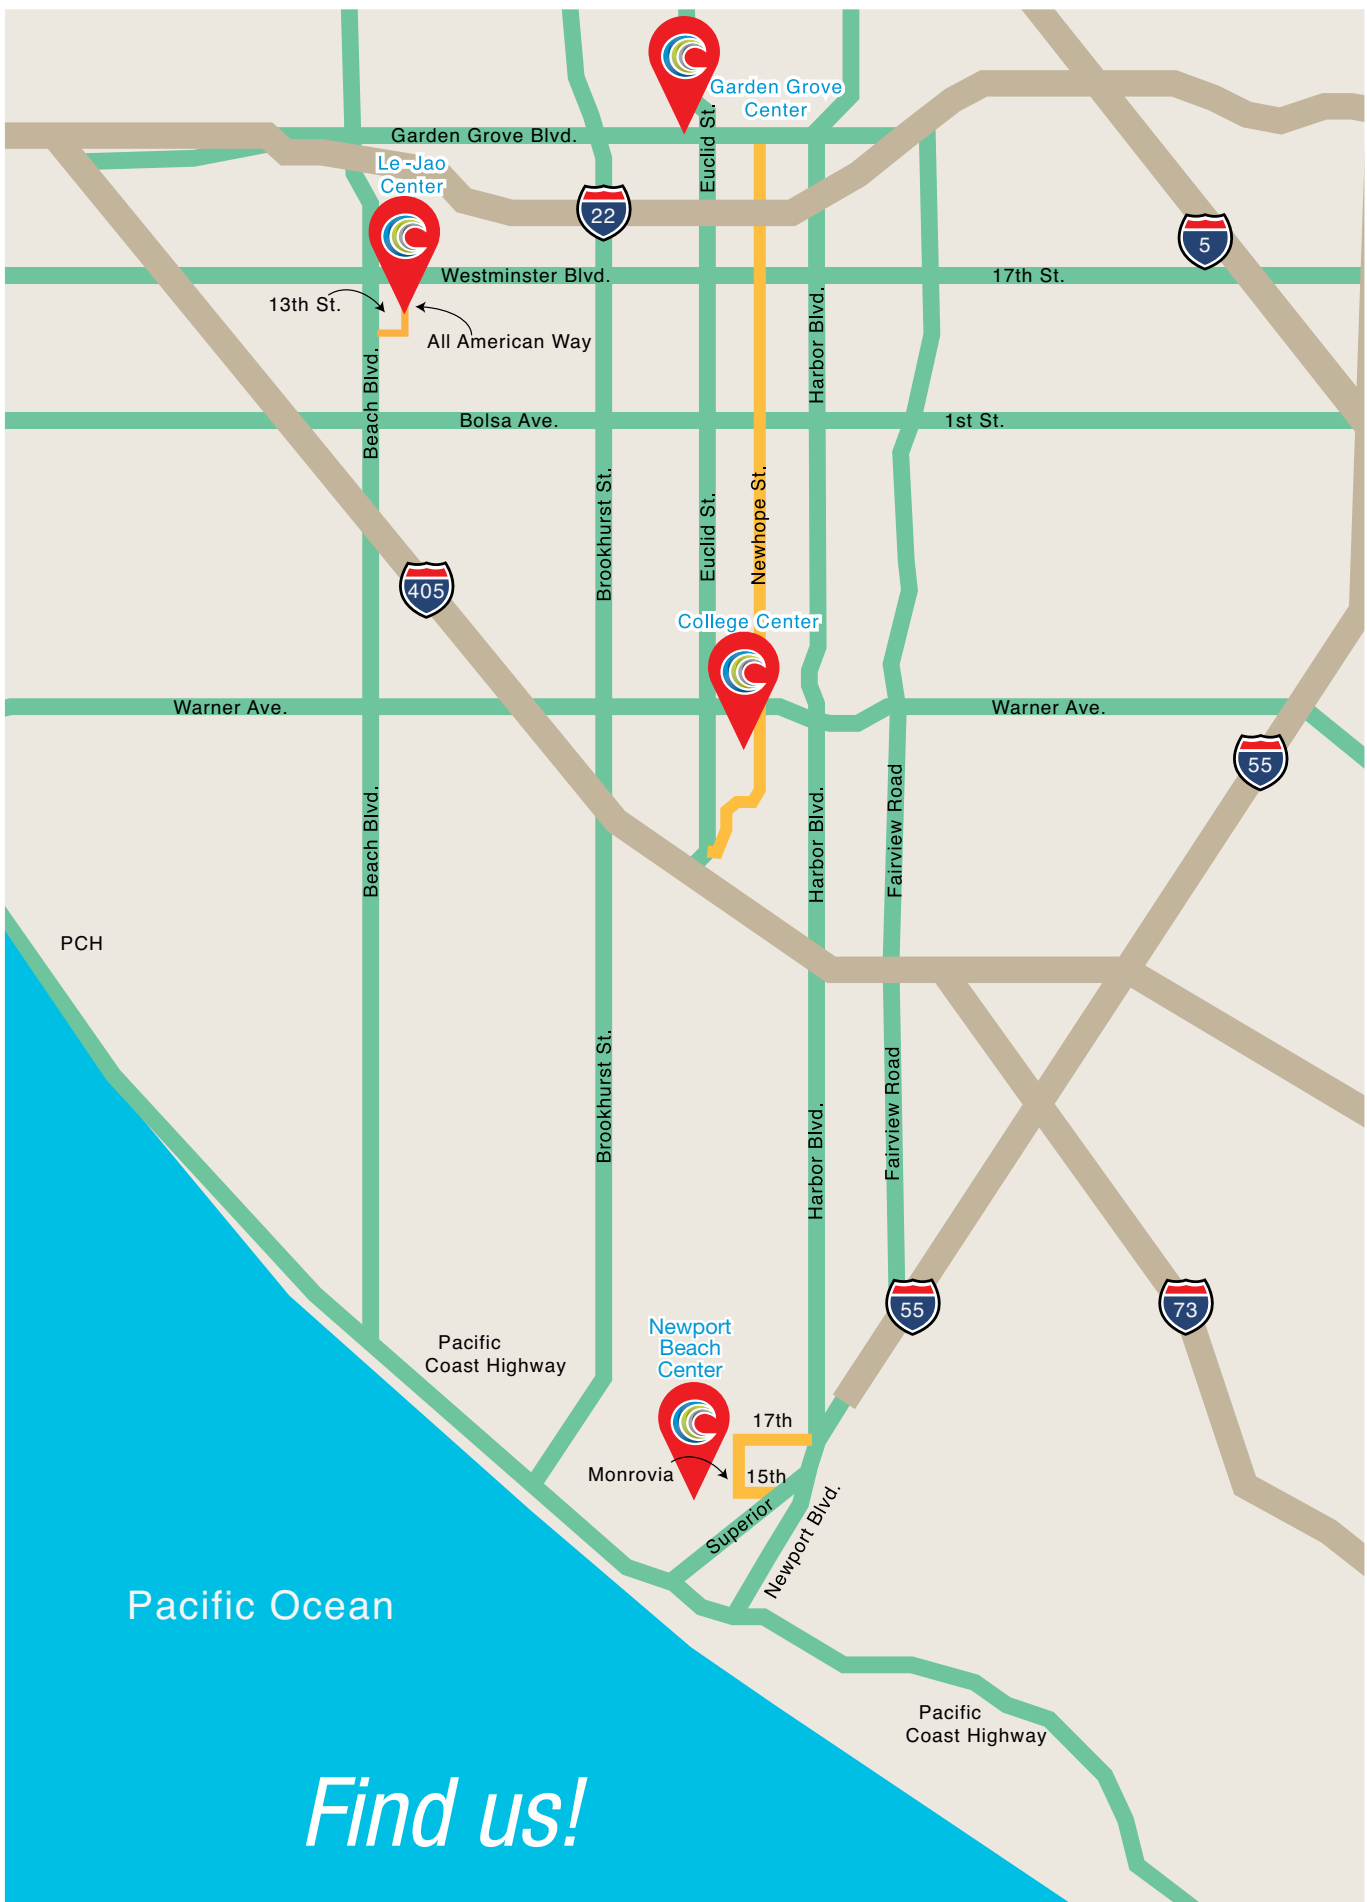 Garden Grove
Center
Garden Grove Blvd.
Euclid St.
Le-Jao
Center
22
5
Westminster Blvd.
17th St.
13th St.
All American Way
Harbor Blvd.
Beach Blvd.
Bolsa Ave.
1st St.
Brookhurst St.
Euclid St.
Newhope St.
405
College Center
Warner Ave.
Warner Ave.
55
Beach Blvd.
Harbor Blvd.
Fairview Road
PCH
Brookhurst St.
Harbor Blvd.
Fairview Road
55
73
Newport
Beach
Center
Pacific
Coast Highway
17th
Monrovia
15th
Superior
Newport Blvd.
Pacific Ocean
Pacific
Coast Highway
Find us!